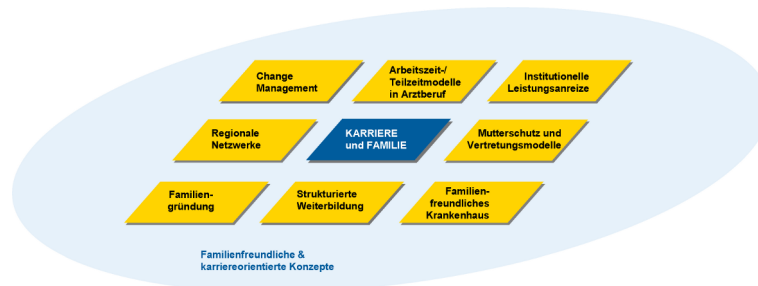 Change
Management
Arbeitszeit-/
Teilzeitmodelle
in Arztberuf
Institutionelle
Leistungsanreize
Regionale
Netzwerke
KARRIERE
und FAMILIE
Mutterschutz und
Vertretungsmodelle
Familien-
gründung
Strukturierte
Weiterbildung
Familien-
freundliches
Krankenhaus
Familienfreundliche &
karriereorientierte Konzepte